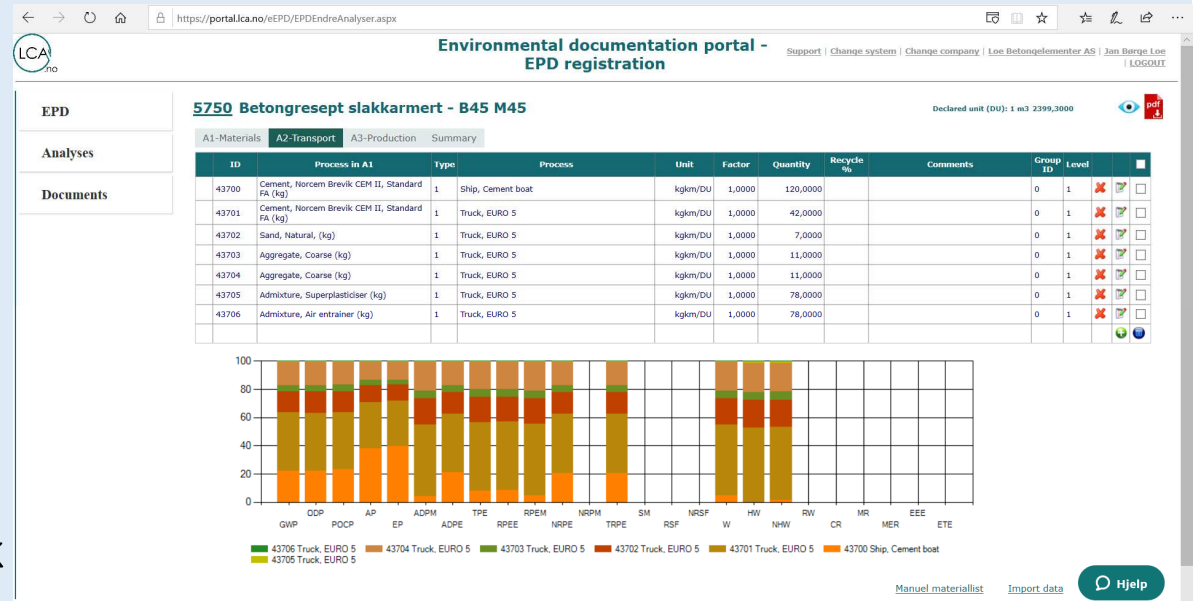 https://portal.lca.no/eEPD/EPDEndreAnalyser.aspx
LCA
.no
Environmental documentation portal -
EPD registration
Support | Change system | Change company | Loe Betongelementer AS | Jan Børge Loe
| LOGOUT
EPD
Analyses
Documents
5750 Betongresept slakkarmert - B45 M45
Declared unit (DU): 1 m3 2399,3000
pdf
A1-Materials A2-Transport A3-Production Summary
ID Process in A1 Type Process Unit Factor Quantity Recycle % Comments Group ID Level
43700 Cement, Norcem Brevik CEM II, Standard FA (kg) 1 Ship, Cement boat kgkm/DU 1,0000 120,0000 0 1
43701 Cement, Norcem Brevik CEM II, Standard FA (kg) 1 Truck, EURO 5 kgkm/DU 1,0000 42,0000 0 1
43702 Sand, Natural, (kg) 1 Truck, EURO 5 kgkm/DU 1,0000 7,0000 0 1
43703 Aggregate, Coarse (kg) 1 Truck, EURO 5 kgkm/DU 1,0000 11,0000 0 1
43704 Aggregate, Coarse (kg) 1 Truck, EURO 5 kgkm/DU 1,0000 11,0000 0 1
43705 Admixture, Superplasticiser (kg) 1 Truck, EURO 5 kgkm/DU 1,0000 78,0000 0 1
43706 Admixture, Air entrainer (kg) 1 Truck, EURO 5 kgkm/DU 1,0000 78,0000 0 1
100
80
60
40
20
0
ODP AP ADPM TPE RPEM NRPM SM NRSF HW RW MR EEE
GWP POCP EP ADPE RPEE NRPE TRPE RSF W NHW CR MER ETE
43706 Truck, EURO 5 43704 Truck, EURO 5 43703 Truck, EURO 5 43702 Truck, EURO 5 43701 Truck, EURO 5 43700 Ship, Cement boat
43705 Truck, EURO 5
Manuel materiallist Import data
Hjelp